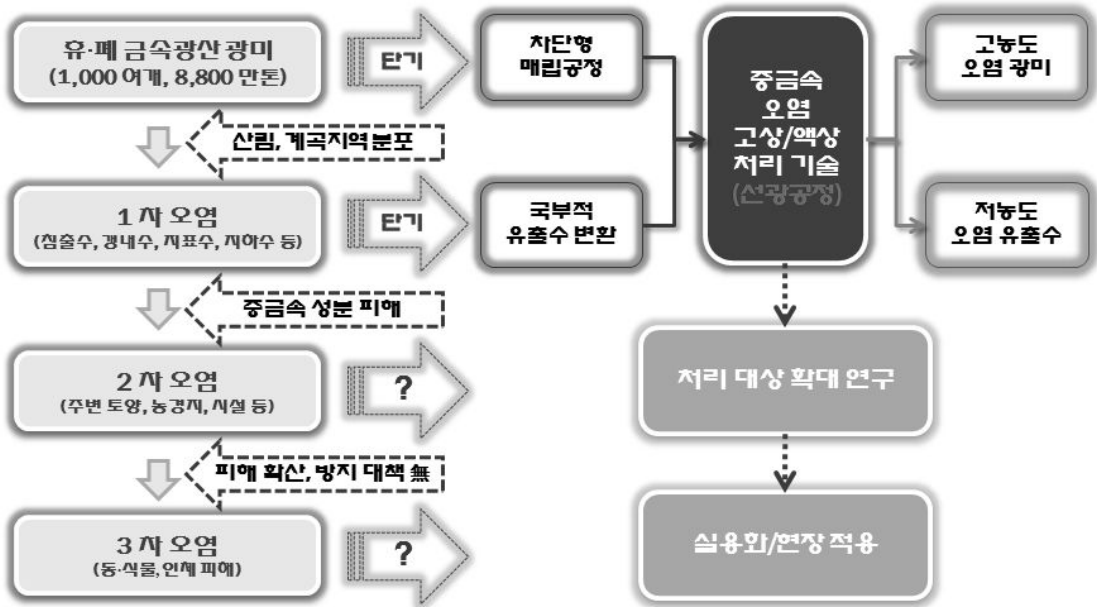 휴·폐 금속광산 광미
(1,000 여개, 8,800 만톤)
단기
차단형
매립공정
중금속
오염
고상/액상
처리 기술
(선광공정)
고농도
오염 광미
산림, 계곡지역 분포
1 차 오염
(침출수, 갱내수, 지표수, 지하수 등)
단기
국부적
유출수 변환
저농도
오염 유출수
중금속 성분 피해
2 차 오염
(주변 토양, 농경지, 시설 등)
?
처리 대상 확대 연구
피해 확산, 방지 대책 無
3 차 오염
(동·식물, 인체 피해)
?
실용화/현장 적용